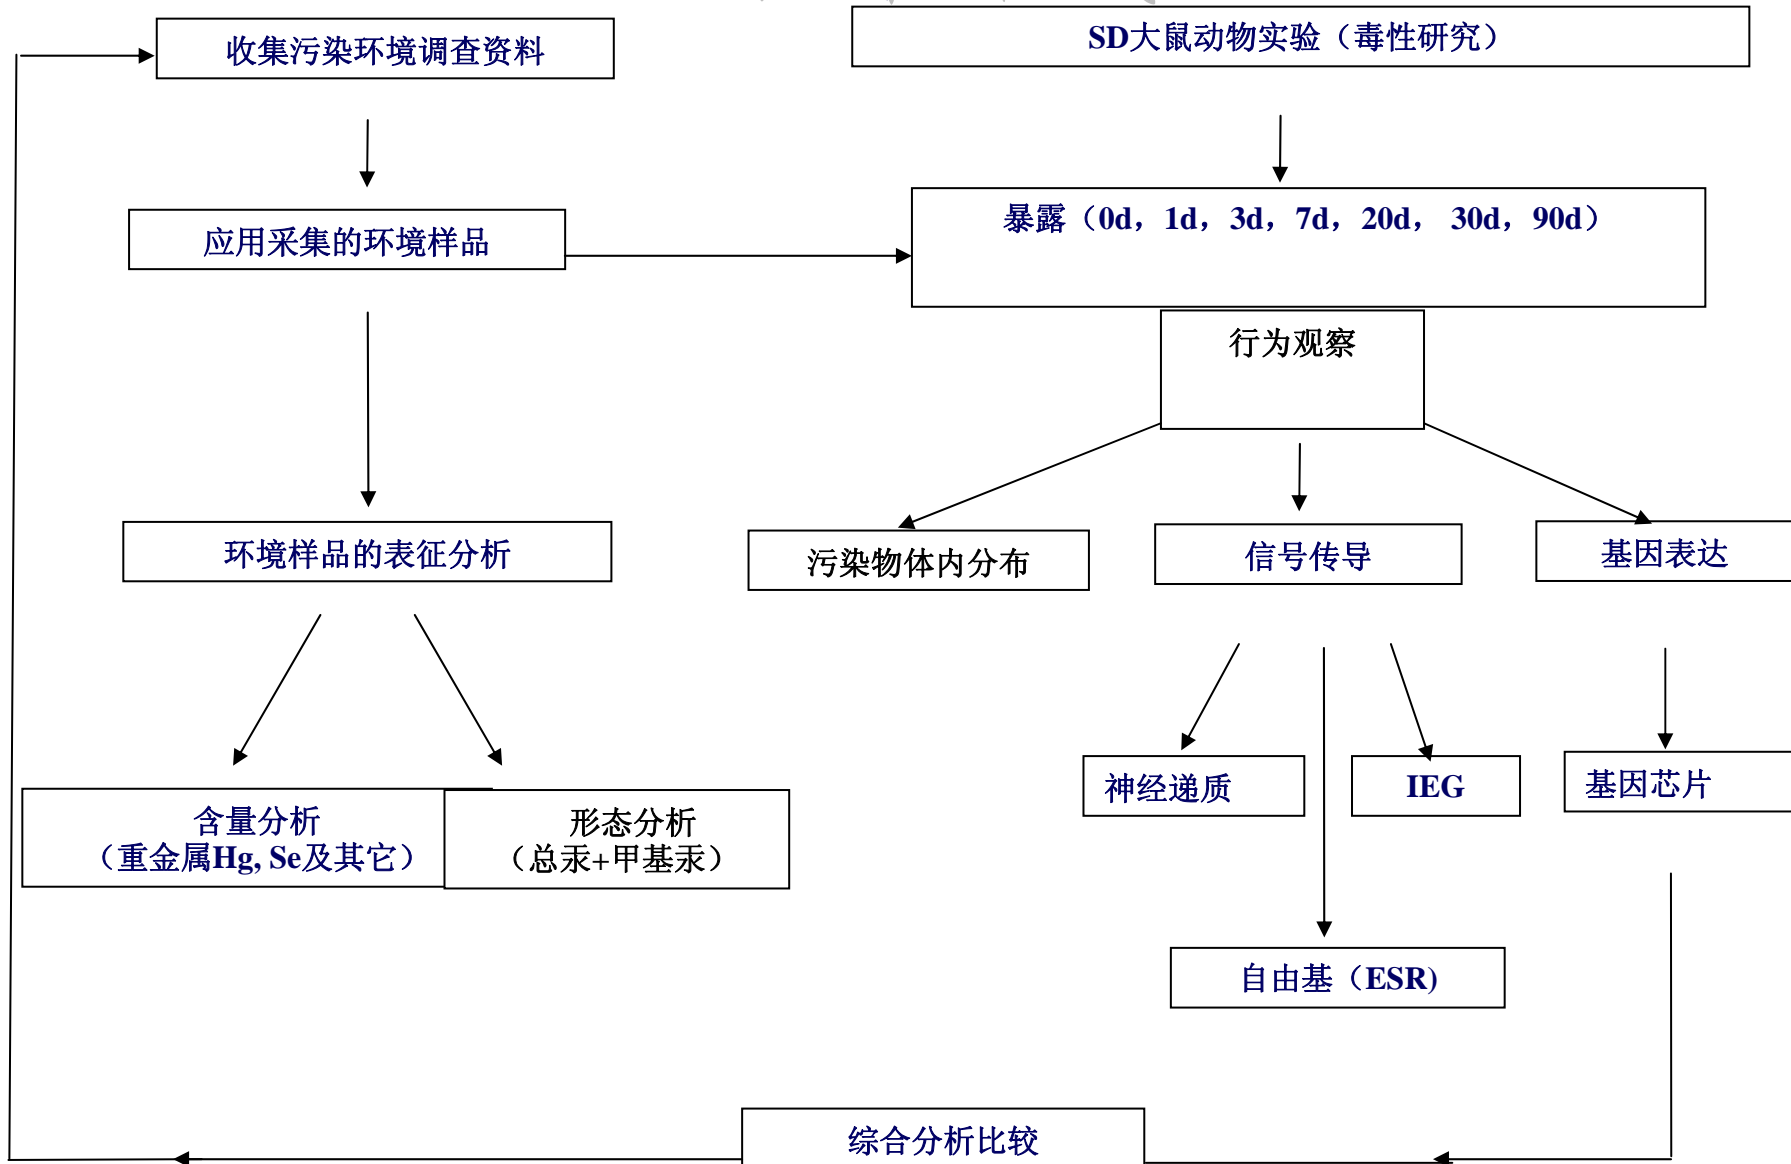 收集污染环境调查资料
SD大鼠动物实验（毒性研究）
应用采集的环境样品
暴露（0d，1d，3d，7d，20d， 30d，90d）
行为观察
环境样品的表征分析
污染物体内分布
信号传导
基因表达
含量分析
（重金属Hg, Se及其它）
形态分析
（总汞+甲基汞）
神经递质
IEG
基因芯片
自由基（ESR)
综合分析比较